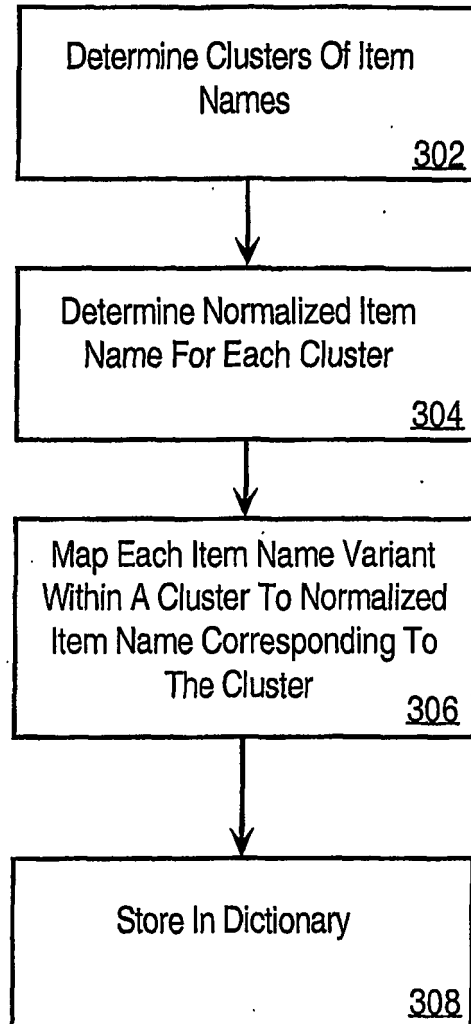 Determine Clusters Of Item
Names
302
Determine Normalized Item
Name For Each Cluster
304
Map Each Item Name Variant
Within A Cluster To Normalized
Item Name Corresponding To
The Cluster
306
Store In Dictionary
308